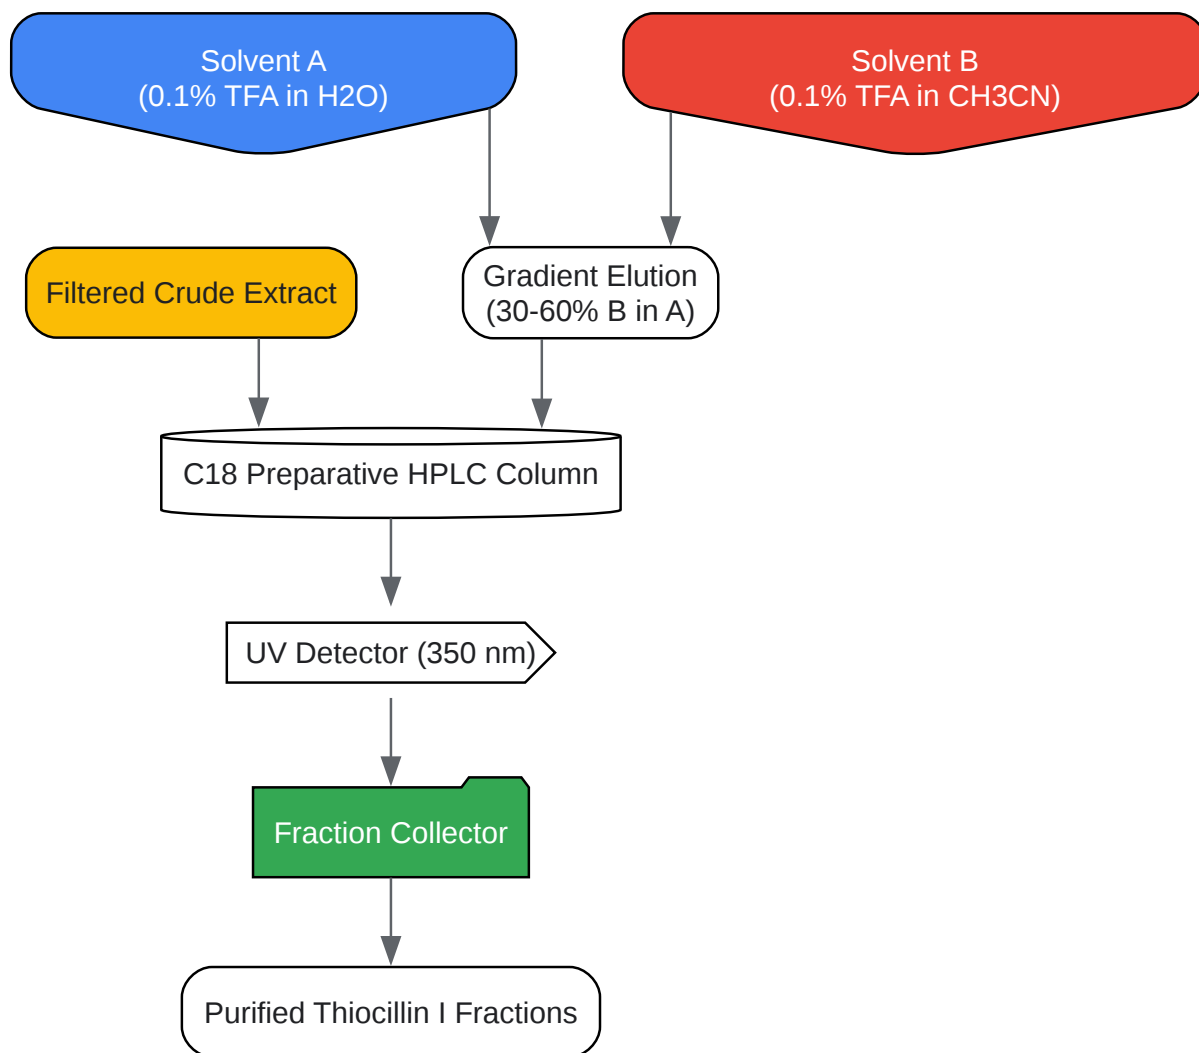 Solvent A
(0.1% TFA in H2O)
Solvent B
(0.1% TFA in CH3CN)
Filtered Crude Extract
Gradient Elution
(30-60% B in A)
C18 Preparative HPLC Column
UV Detector (350 nm)
Fraction Collector
Purified Thiocillin I Fractions